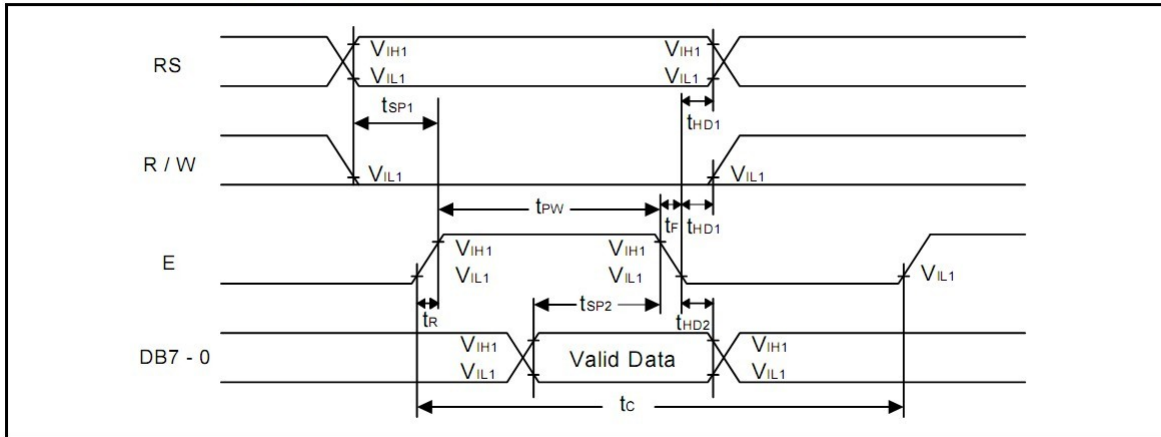 RS
VIH1
VIL1
VIH1
VIL1
tSP1
tHD1
R / W
VIL1
VIL1
tPW
tF
tHD1
E
VIH1
VIL1
VIH1
VIL1
VIL1
tR
tSP2
tHD2
DB7 - 0
VIH1
VIL1
Valid Data
VIH1
VIL1
tC